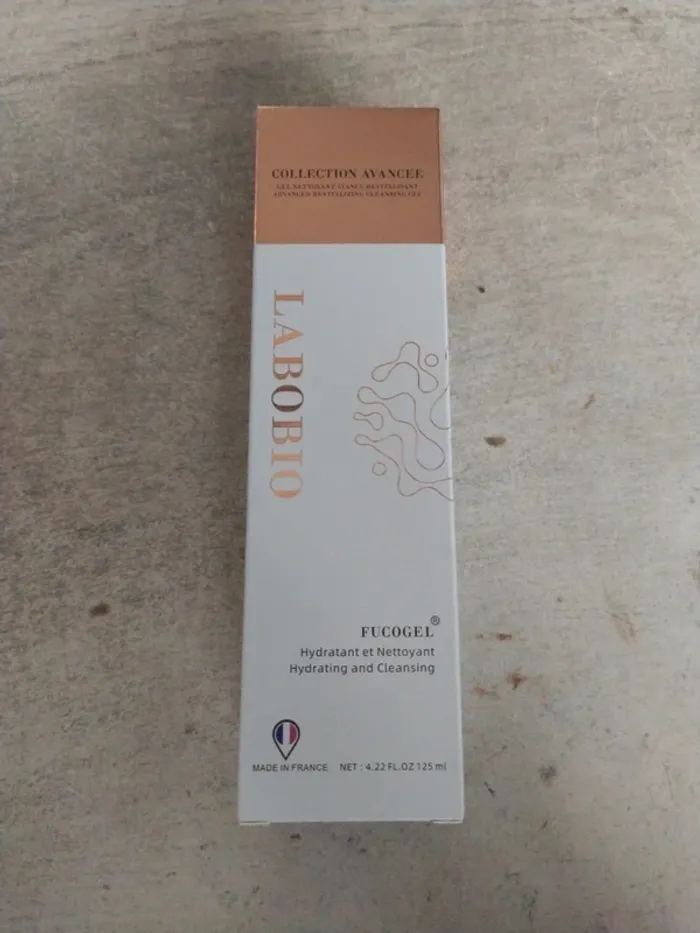 COLLECTION AVANCEE
GEL NETTOYANT AVANCÉ REVITALISANT
ADVANCED REVITALIZING CLEANSING GEL
LABOBIO
FUCOGEL®
Hydratant et Nettoyant
Hydrating and Cleansing
MADE IN FRANCE NET : 4.22 FL.OZ 125 ml